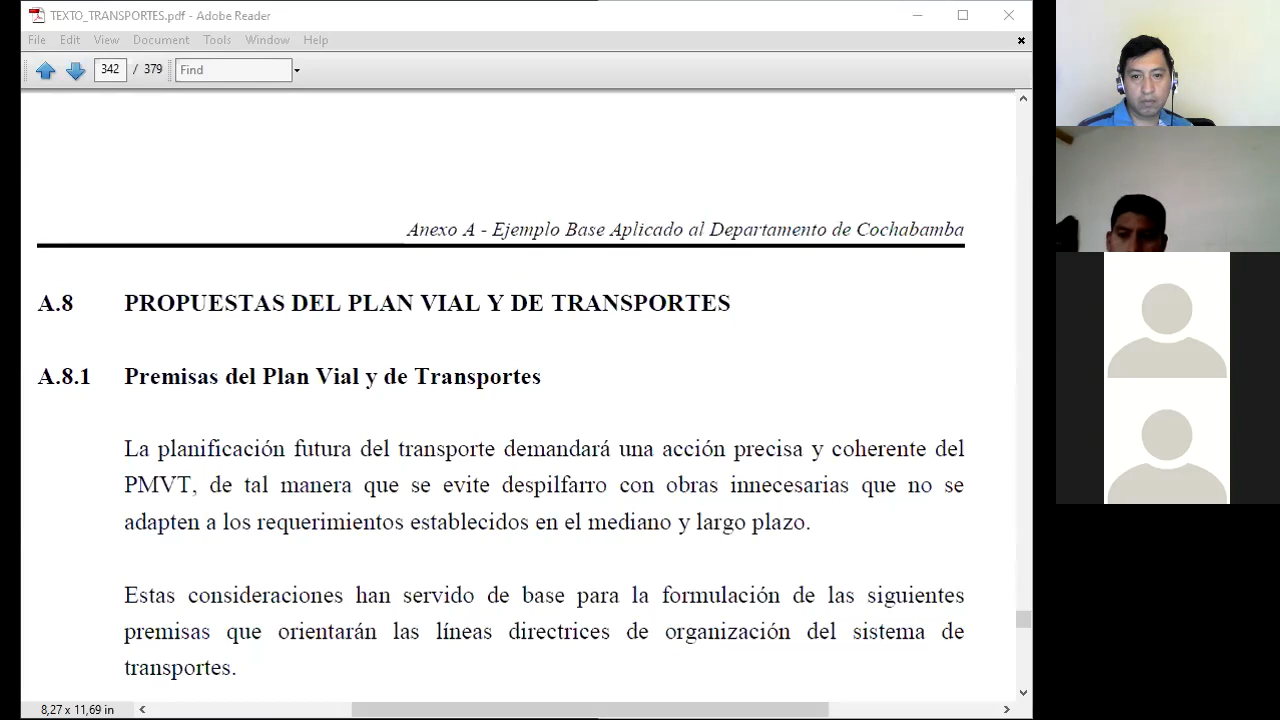 TEXTO_TRANSPORTES.pdf - Adobe Reader
File Edit View Document Tools Window Help
342 / 379 Find
Anexo A - Ejemplo Base Aplicado al Departamento de Cochabamba
A.8 PROPUESTAS DEL PLAN VIAL Y DE TRANSPORTES
A.8.1 Premisas del Plan Vial y de Transportes
La planificación futura del transporte demandará una acción precisa y coherente del
PMVT, de tal manera que se evite despilfarro con obras innecesarias que no se
adapten a los requerimientos establecidos en el mediano y largo plazo.
Estas consideraciones han servido de base para la formulación de las siguientes
premisas que orientarán las líneas directrices de organización del sistema de
transportes.
8,27 x 11,69 in